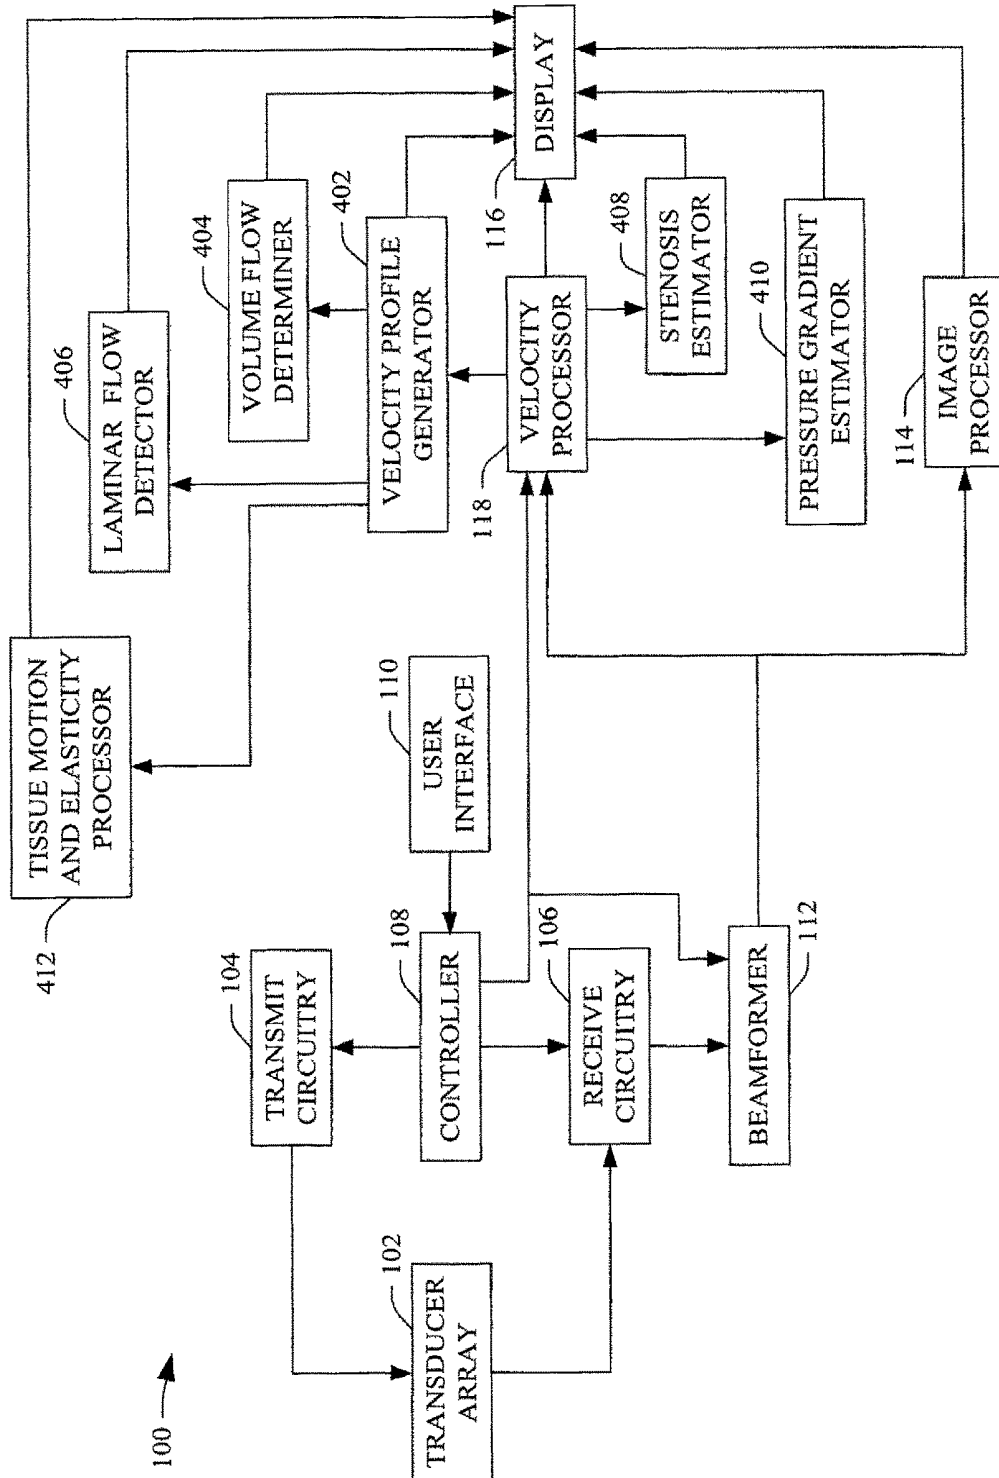 100
TRANSDUCER
ARRAY
102
TRANSMIT
CIRCUITRY
104
CONTROLLER
108
RECEIVE
CIRCUITRY
106
BEAMFORMER
112
USER
INTERFACE
110
TISSUE MOTION
AND ELASTICITY
PROCESSOR
412
LAMINAR FLOW
DETECTOR
406
VOLUME FLOW
DETERMINER
404
VELOCITY PROFILE
GENERATOR
402
VELOCITY
PROCESSOR
118
STENOSIS
ESTIMATOR
408
PRESSURE GRADIENT
ESTIMATOR
410
IMAGE
PROCESSOR
114
DISPLAY
116